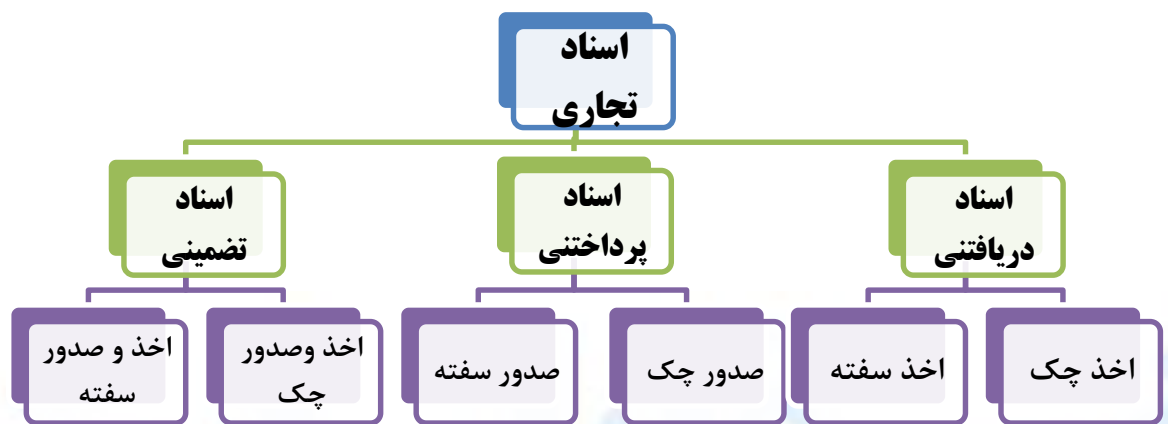 اسناد
تجاری
اسناد
دریافتنی
اسناد
پرداختنی
اسناد
تضمینی
اخذ چک
اخذ سفته
صدور چک
صدور سفته
اخذ وصدور
چک
اخذ و صدور
سفته